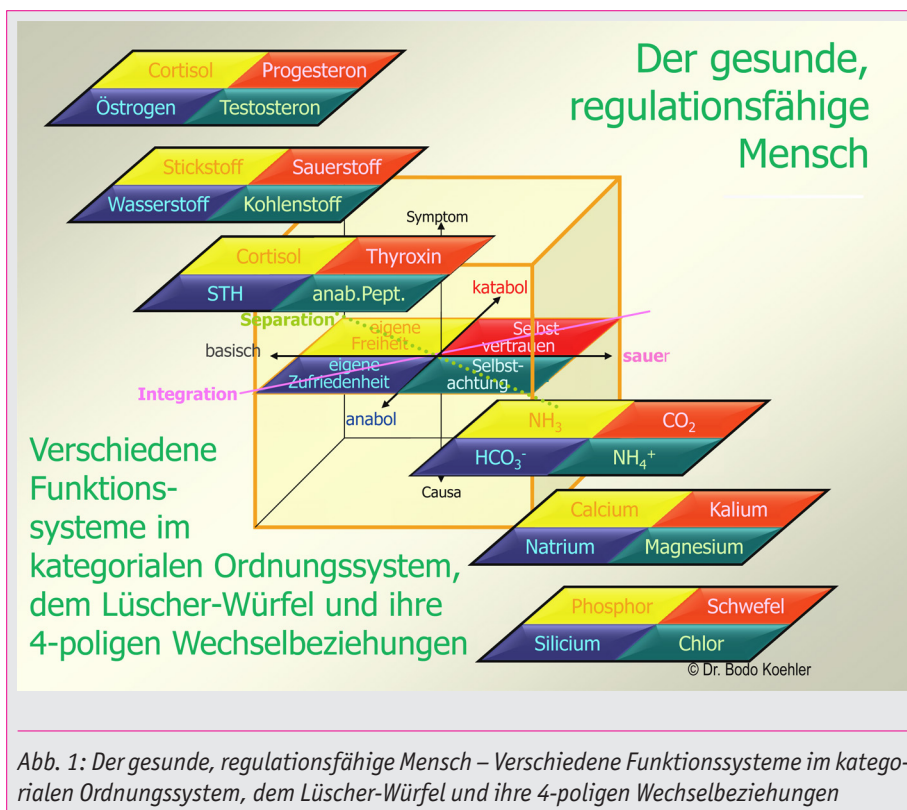 Der gesunde,
regulationsfähige
Mensch
Cortisol Progesteron
Östrogen Testosteron
Stickstoff Sauerstoff
Wasserstoff Kohlenstoff
Symptom
Cortisol Thyroxin
STH anab.Pept.
katabol
Separation
eigene Freiheit
Selbst vertrauen
basisch
sauer
eigene Zufriedenheit
Selbst-achtung
Integration
anabol
NH₃ CO₂
HCO₃⁻ NH₄⁺
Causa
Verschiedene
Funktions-
systeme im
kategorialen Ordnungssystem,
dem Lüscher-Würfel und ihre
4-poligen Wechselbeziehungen
Calcium Kalium
Natrium Magnesium
Phosphor Schwefel
Silicium Chlor
© Dr. Bodo Koehler
Abb. 1: Der gesunde, regulationsfähige Mensch – Verschiedene Funktionssysteme im katego-
rialen Ordnungssystem, dem Lüscher-Würfel und ihre 4-poligen Wechselbeziehungen